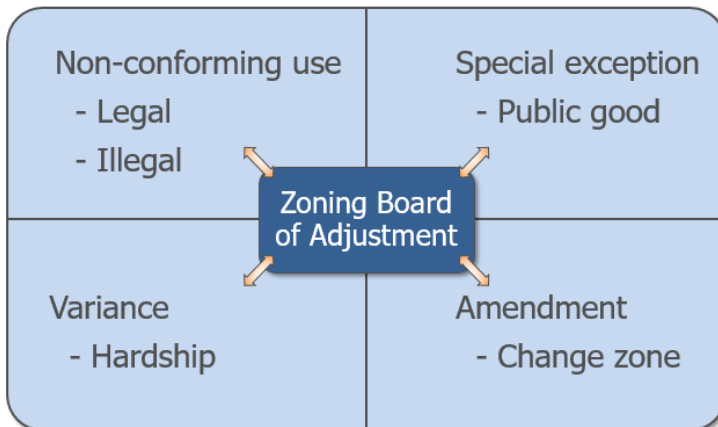 Non-conforming use
- Legal
- Illegal
Special exception
- Public good
Zoning Board
of Adjustment
Variance
- Hardship
Amendment
- Change zone